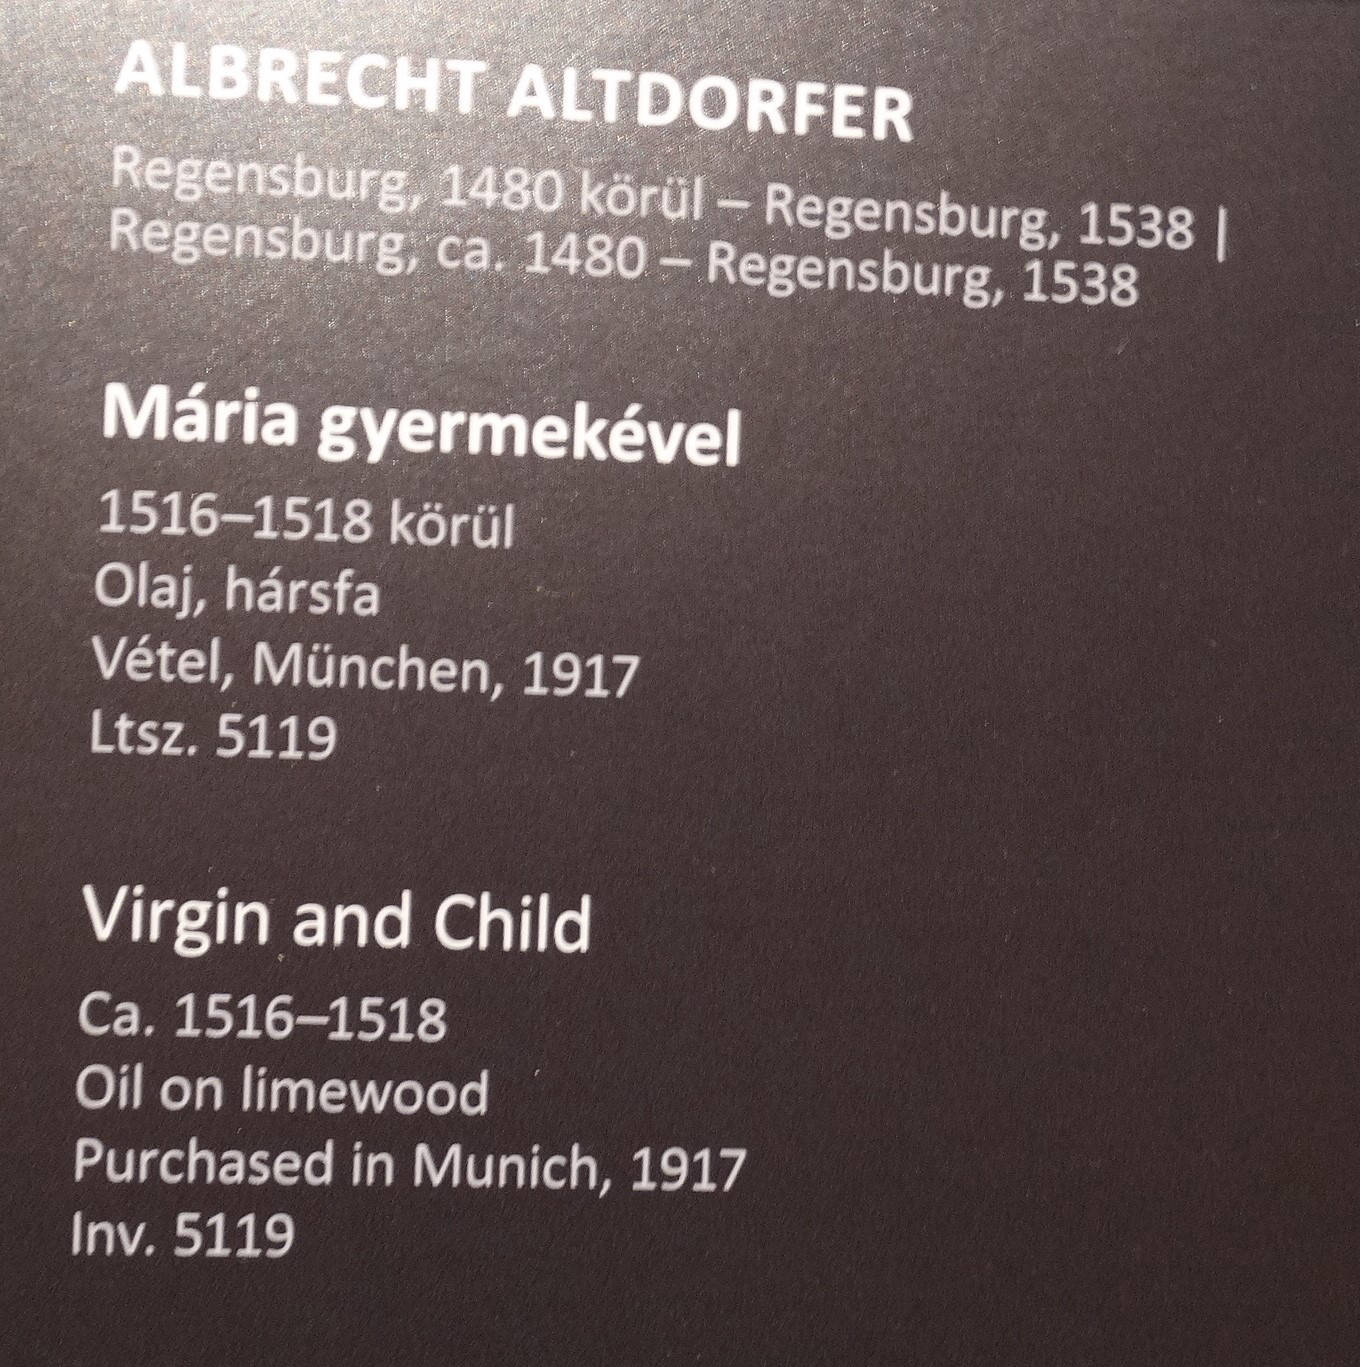 ALBRECHT ALTDORFER
Regensburg, 1480 körül – Regensburg, 1538 |
Regensburg, ca. 1480 – Regensburg, 1538
Mária gyermekével
1516–1518 körül
Olaj, hársfa
Vétel, München, 1917
Ltsz. 5119
Virgin and Child
Ca. 1516–1518
Oil on limewood
Purchased in Munich, 1917
Inv. 5119